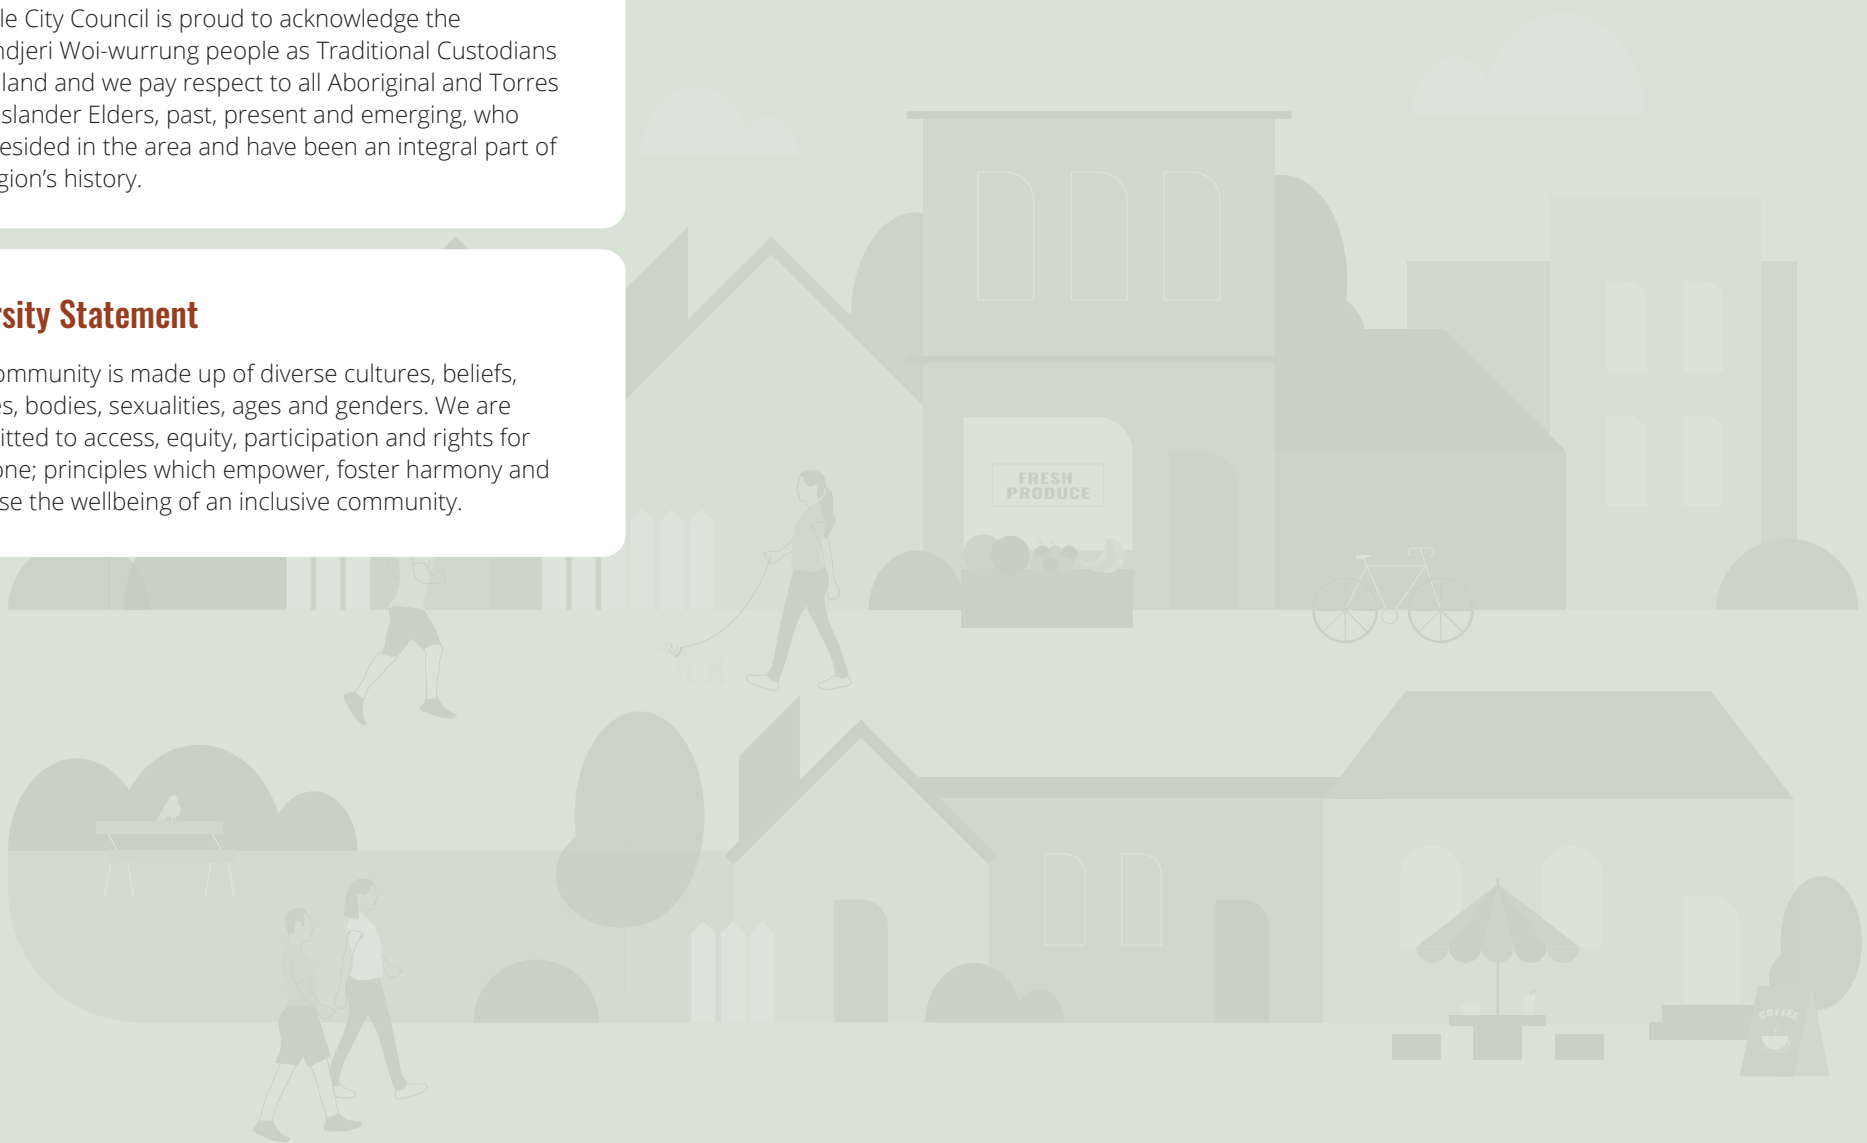 le City Council is proud to acknowledge the
ndjeri Woi-wurrung people as Traditional Custodians
land and we pay respect to all Aboriginal and Torres
slander Elders, past, present and emerging, who
esided in the area and have been an integral part of
gion’s history.
rsity Statement
ommunity is made up of diverse cultures, beliefs,
es, bodies, sexualities, ages and genders. We are
itted to access, equity, participation and rights for
one; principles which empower, foster harmony and
se the wellbeing of an inclusive community.
FRESH
PRODUCE
COFFEE